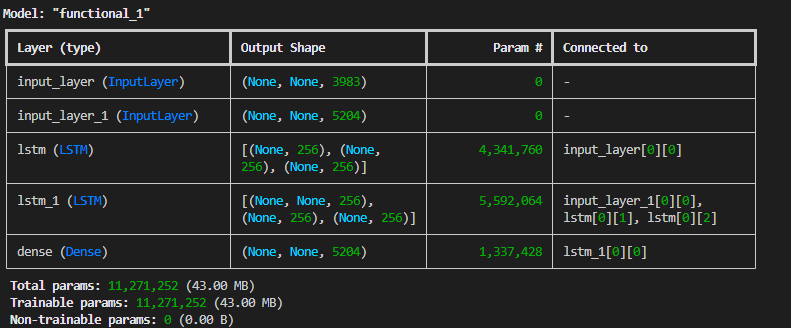 Model: "functional_1"
Layer (type) Output Shape Param # Connected to
input_layer (InputLayer) (None, None, 3983) 0 -
input_layer_1 (InputLayer) (None, None, 5204) 0 -
lstm (LSTM) [(None, 256), (None, 4,341,760 input_layer[0][0]
256), (None, 256)]
lstm_1 (LSTM) [(None, None, 256), 5,592,064 input_layer_1[0][0],
(None, 256), (None, 256)] lstm[0][1], lstm[0][2]
dense (Dense) (None, None, 5204) 1,337,428 lstm_1[0][0]
Total params: 11,271,252 (43.00 MB)
Trainable params: 11,271,252 (43.00 MB)
Non-trainable params: 0 (0.00 B)